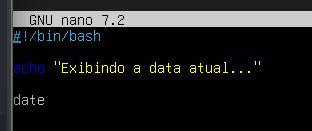 GNU nano 7.2
#!/bin/bash
echo "Exibindo a data atual..."
date